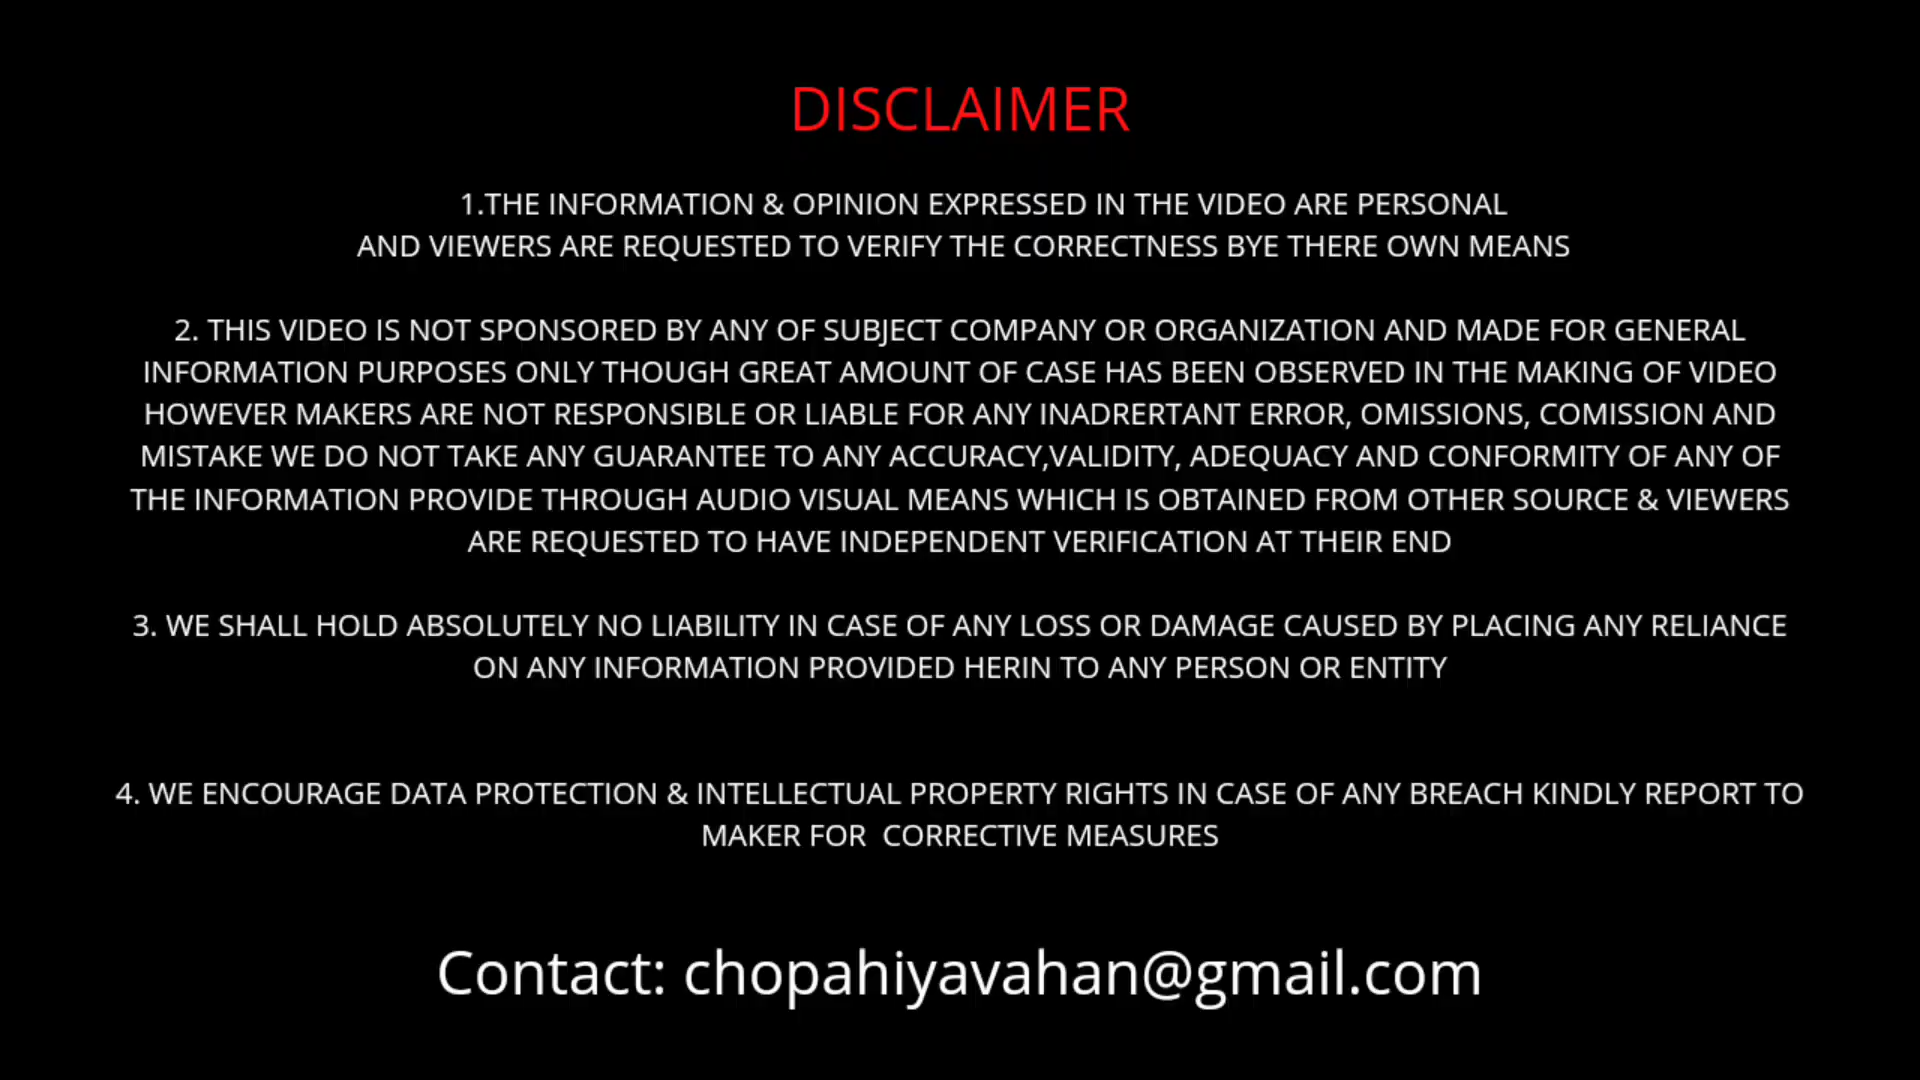 DISCLAIMER
1.THE INFORMATION & OPINION EXPRESSED IN THE VIDEO ARE PERSONAL
AND VIEWERS ARE REQUESTED TO VERIFY THE CORRECTNESS BYE THERE OWN MEANS
2. THIS VIDEO IS NOT SPONSORED BY ANY OF SUBJECT COMPANY OR ORGANIZATION AND MADE FOR GENERAL
INFORMATION PURPOSES ONLY THOUGH GREAT AMOUNT OF CASE HAS BEEN OBSERVED IN THE MAKING OF VIDEO
HOWEVER MAKERS ARE NOT RESPONSIBLE OR LIABLE FOR ANY INADRERTANT ERROR, OMISSIONS, COMISSION AND
MISTAKE WE DO NOT TAKE ANY GUARANTEE TO ANY ACCURACY,VALIDITY, ADEQUACY AND CONFORMITY OF ANY OF
THE INFORMATION PROVIDE THROUGH AUDIO VISUAL MEANS WHICH IS OBTAINED FROM OTHER SOURCE & VIEWERS
ARE REQUESTED TO HAVE INDEPENDENT VERIFICATION AT THEIR END
3. WE SHALL HOLD ABSOLUTELY NO LIABILITY IN CASE OF ANY LOSS OR DAMAGE CAUSED BY PLACING ANY RELIANCE
ON ANY INFORMATION PROVIDED HERIN TO ANY PERSON OR ENTITY
4. WE ENCOURAGE DATA PROTECTION & INTELLECTUAL PROPERTY RIGHTS IN CASE OF ANY BREACH KINDLY REPORT TO
MAKER FOR  CORRECTIVE MEASURES
Contact: chopahiyavahan@gmail.com